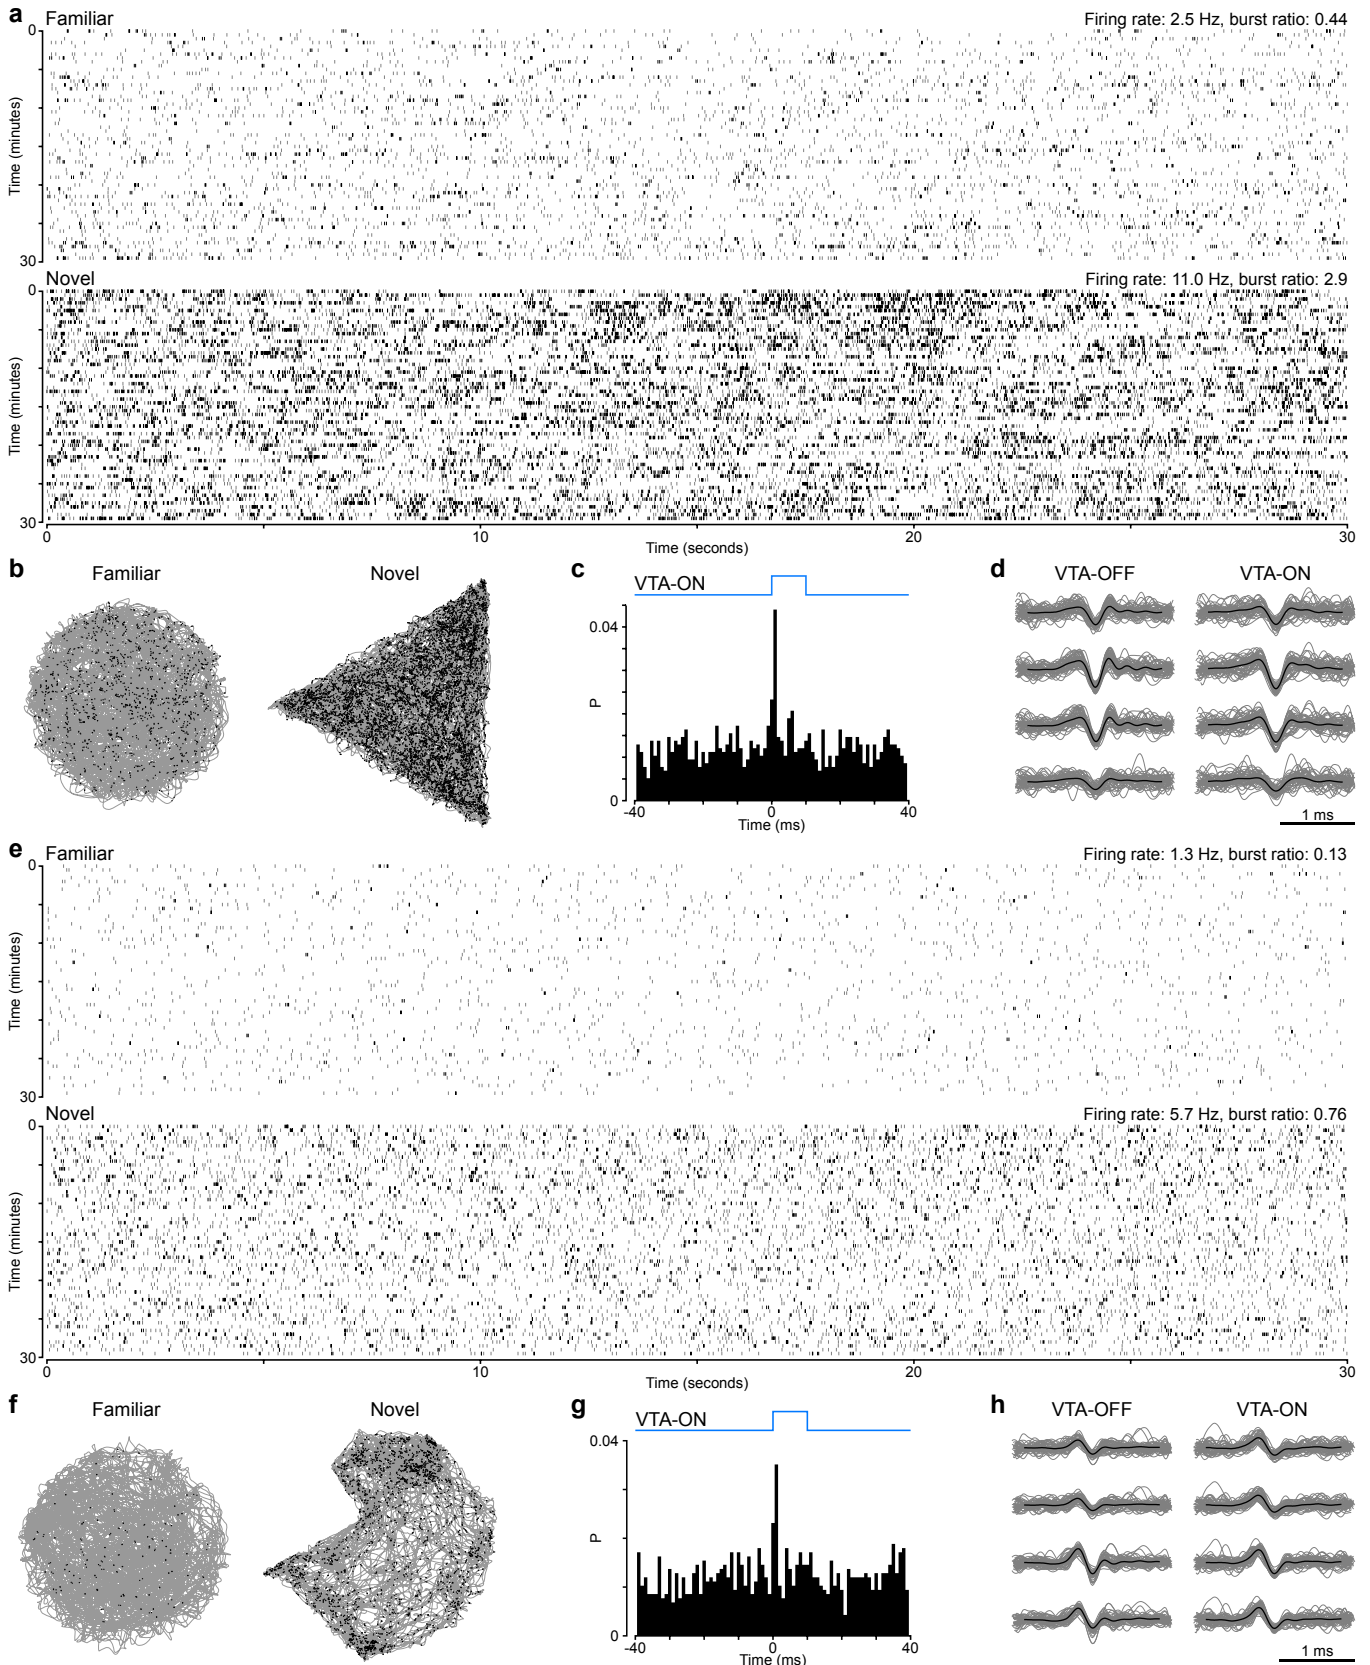 a Familiar Firing rate: 2.5 Hz, burst ratio: 0.44
0
Time (minutes)
30
Novel Firing rate: 11.0 Hz, burst ratio: 2.9
0
Time (minutes)
30
0 10 20 30
Time (seconds)
b Familiar Novel
c VTA-ON
0.04
P
0
-40 0 40
Time (ms)
d VTA-OFF VTA-ON
1 ms
e Familiar Firing rate: 1.3 Hz, burst ratio: 0.13
0
Time (minutes)
30
Novel Firing rate: 5.7 Hz, burst ratio: 0.76
0
Time (minutes)
30
0 10 20 30
Time (seconds)
f Familiar Novel
g VTA-ON
0.04
P
0
-40 0 40
Time (ms)
h VTA-OFF VTA-ON
1 ms